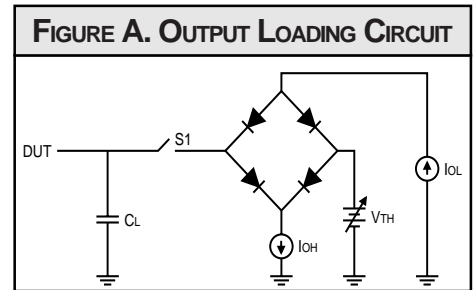 FIGURE A. OUTPUT LOADING CIRCUIT
DUT
S1
IOL
CL
VTH
IOH